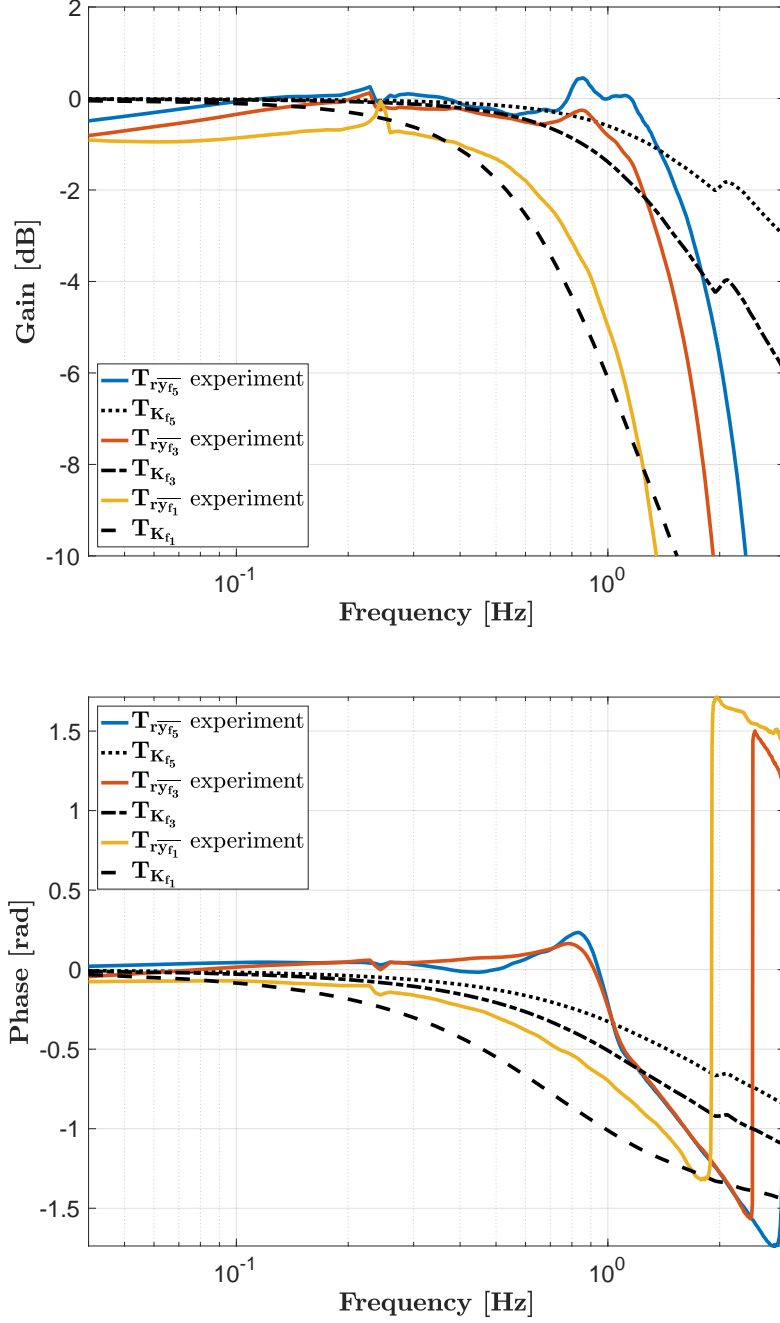 2
0
-2
-4
-6
-8
-10
Gain [dB]
T_{r\overline{y_{f_5}}} experiment
T_{K_{f_5}}
T_{r\overline{y_{f_3}}} experiment
T_{K_{f_3}}
T_{r\overline{y_{f_1}}} experiment
T_{K_{f_1}}
10^{-1} 10^{0}
Frequency [Hz]
1.5
1
0.5
0
-0.5
-1
-1.5
Phase [rad]
T_{r\overline{y_{f_5}}} experiment
T_{K_{f_5}}
T_{r\overline{y_{f_3}}} experiment
T_{K_{f_3}}
T_{r\overline{y_{f_1}}} experiment
T_{K_{f_1}}
10^{-1} 10^{0}
Frequency [Hz]